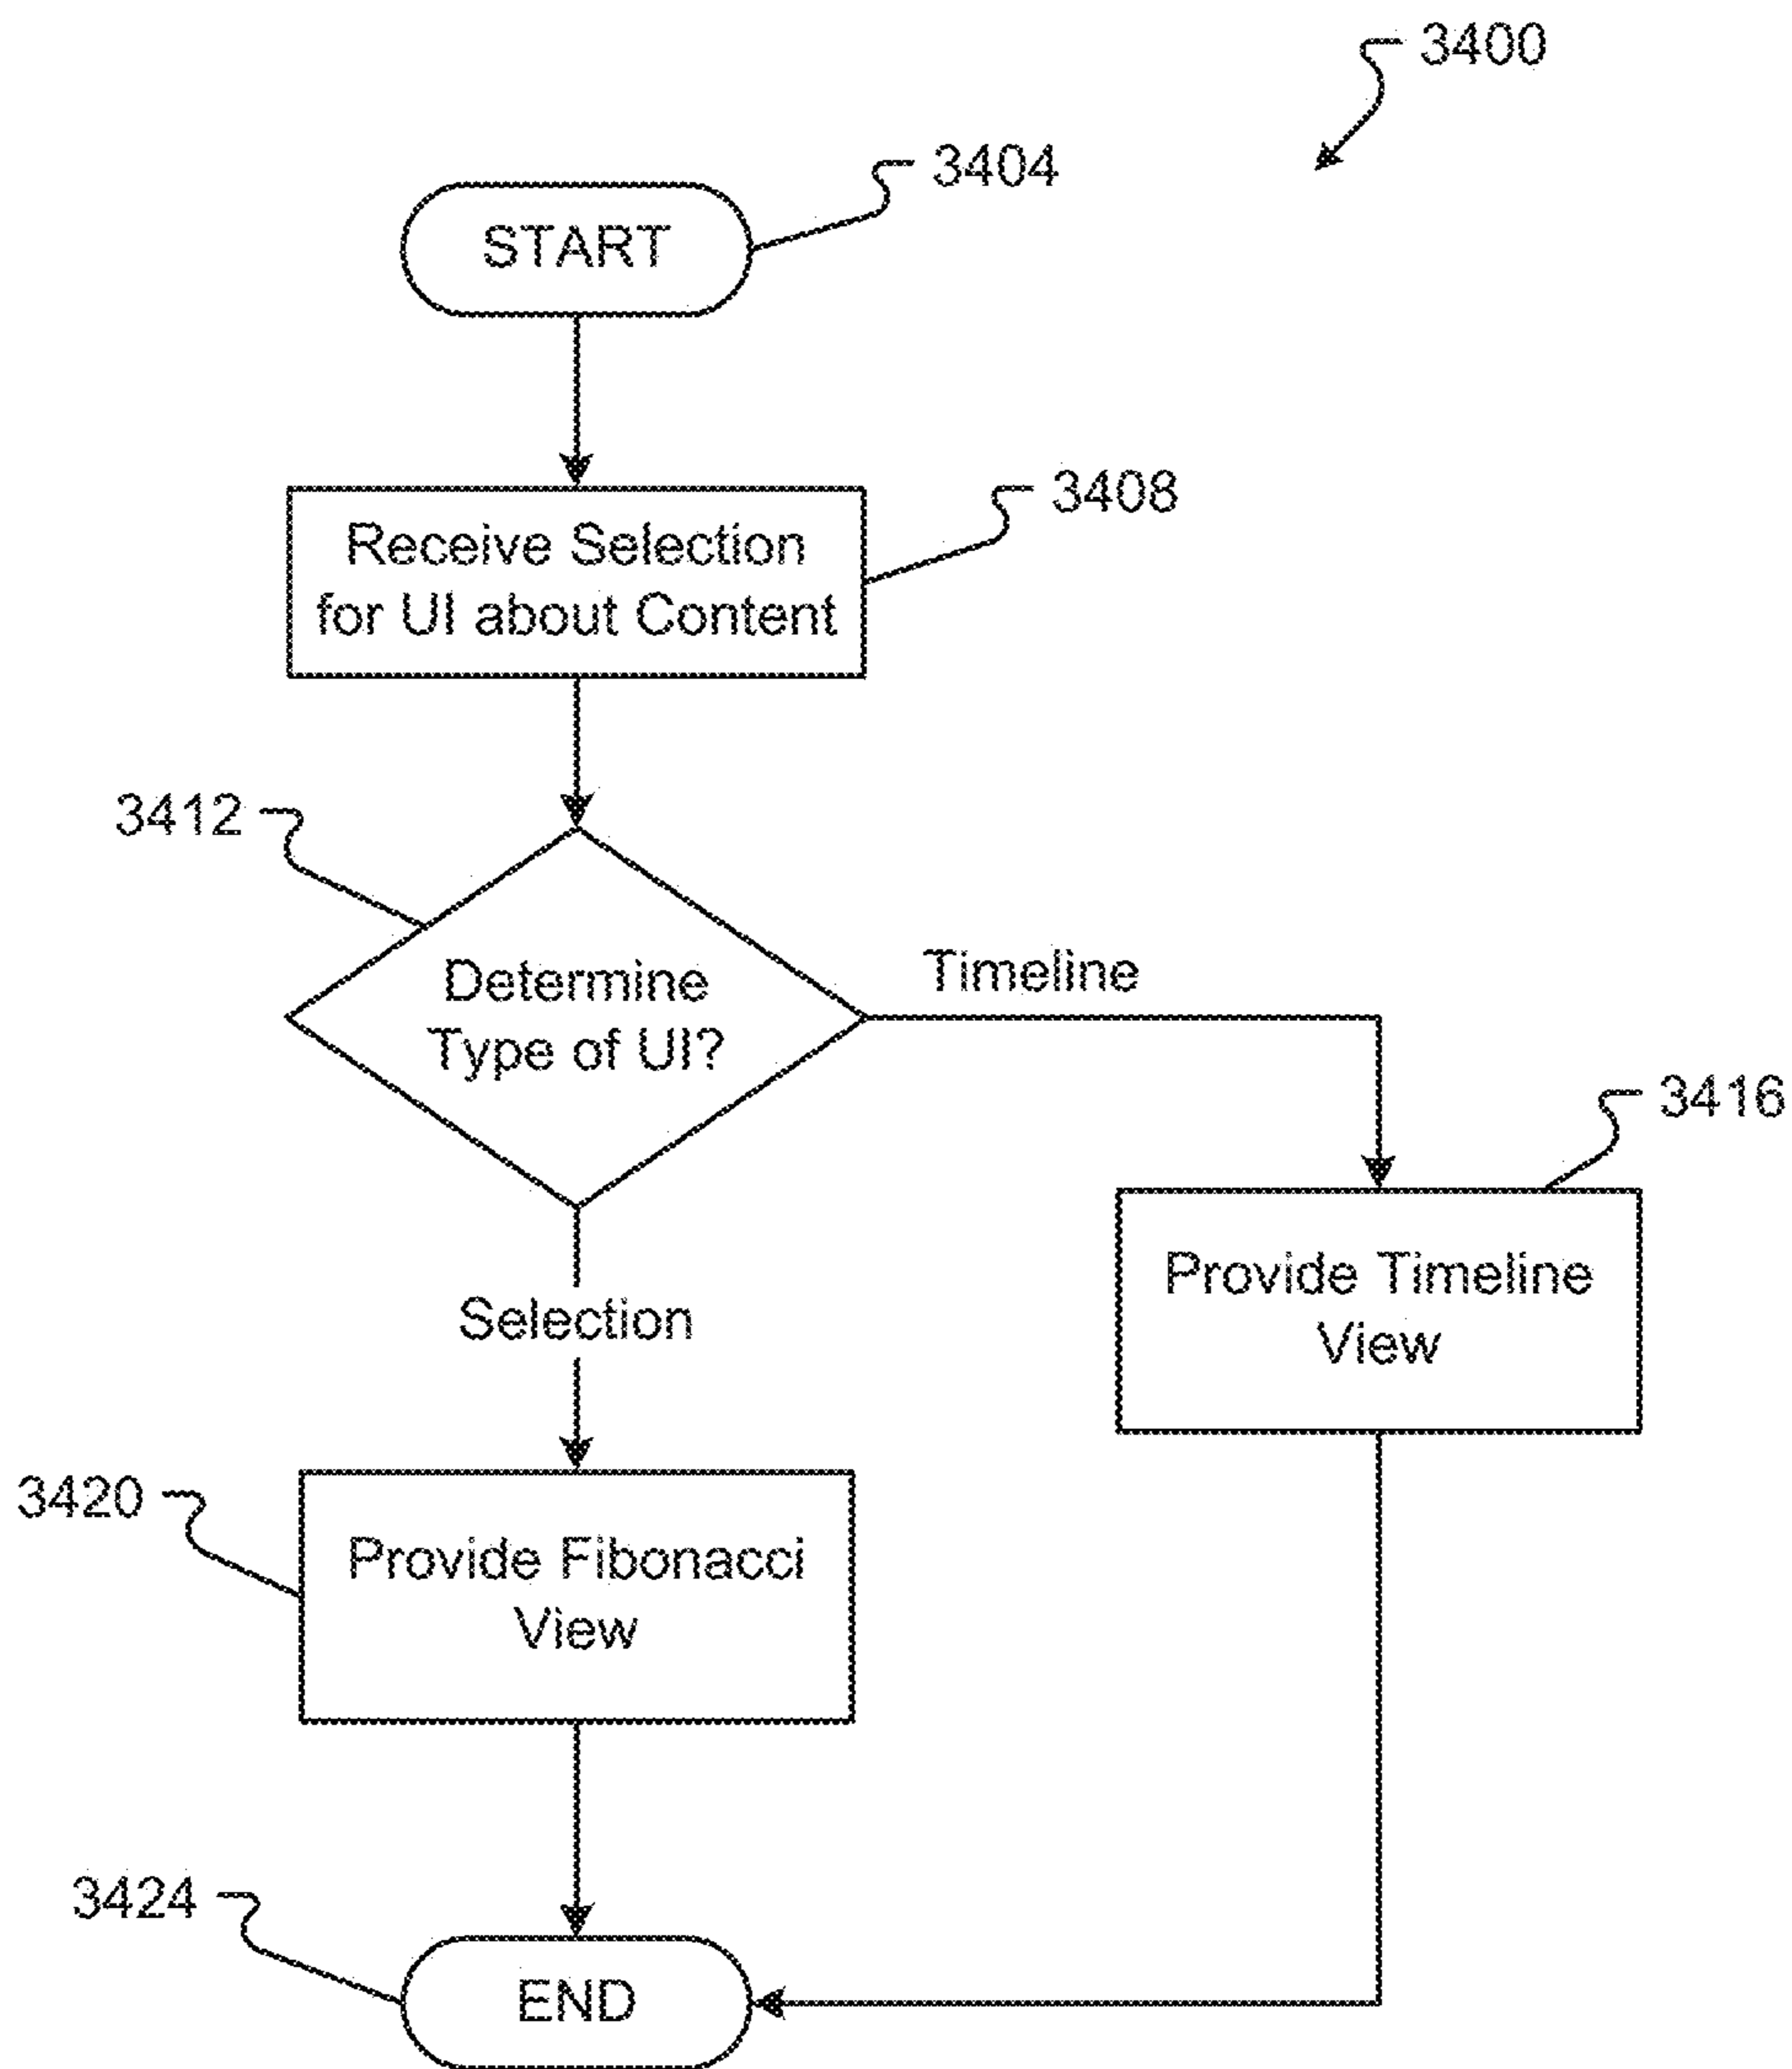 3400
3404
START
3408
Receive Selection
for UI about Content
3412
Determine
Type of UI?
Timeline
3416
Provide Timeline
View
Selection
3420
Provide Fibonacci
View
3424
END